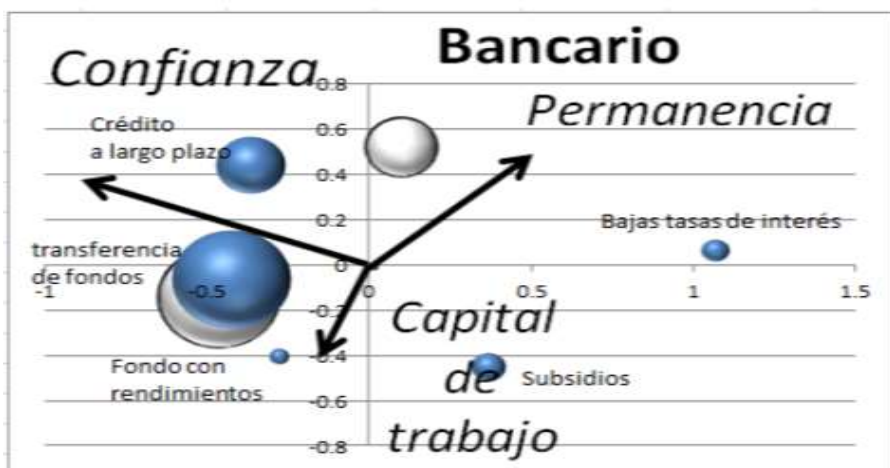 Bancario
Confianza
0.8
Permanencia
Crédito
a largo plazo
0.6
0.4
0.2
Bajas tasas de interés
transferencia
de fondos
0
-1
-0.5
0
0.5
1
1.5
-0.2
Capital
de
trabajo
-0.4
Fondo con
rendimientos
Subsidios
-0.6
-0.8